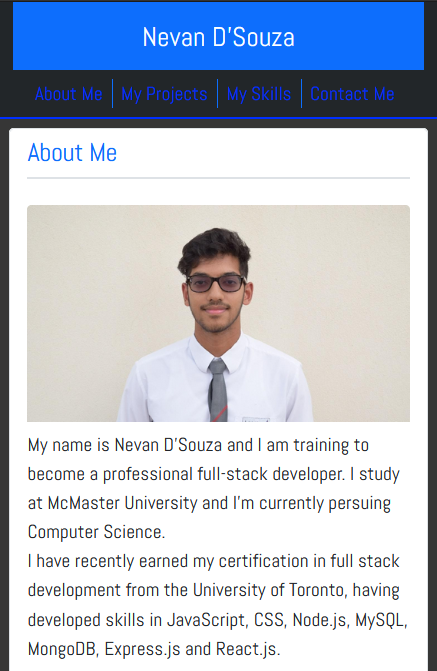 Nevan D'Souza
About Me
My Projects
My Skills
Contact Me
About Me
My name is Nevan D'Souza and I am training to
become a professional full-stack developer. I study
at McMaster University and I'm currently persuing
Computer Science.
I have recently earned my certification in full stack
development from the University of Toronto, having
developed skills in JavaScript, CSS, Node.js, MySQL,
MongoDB, Express.js and React.js.